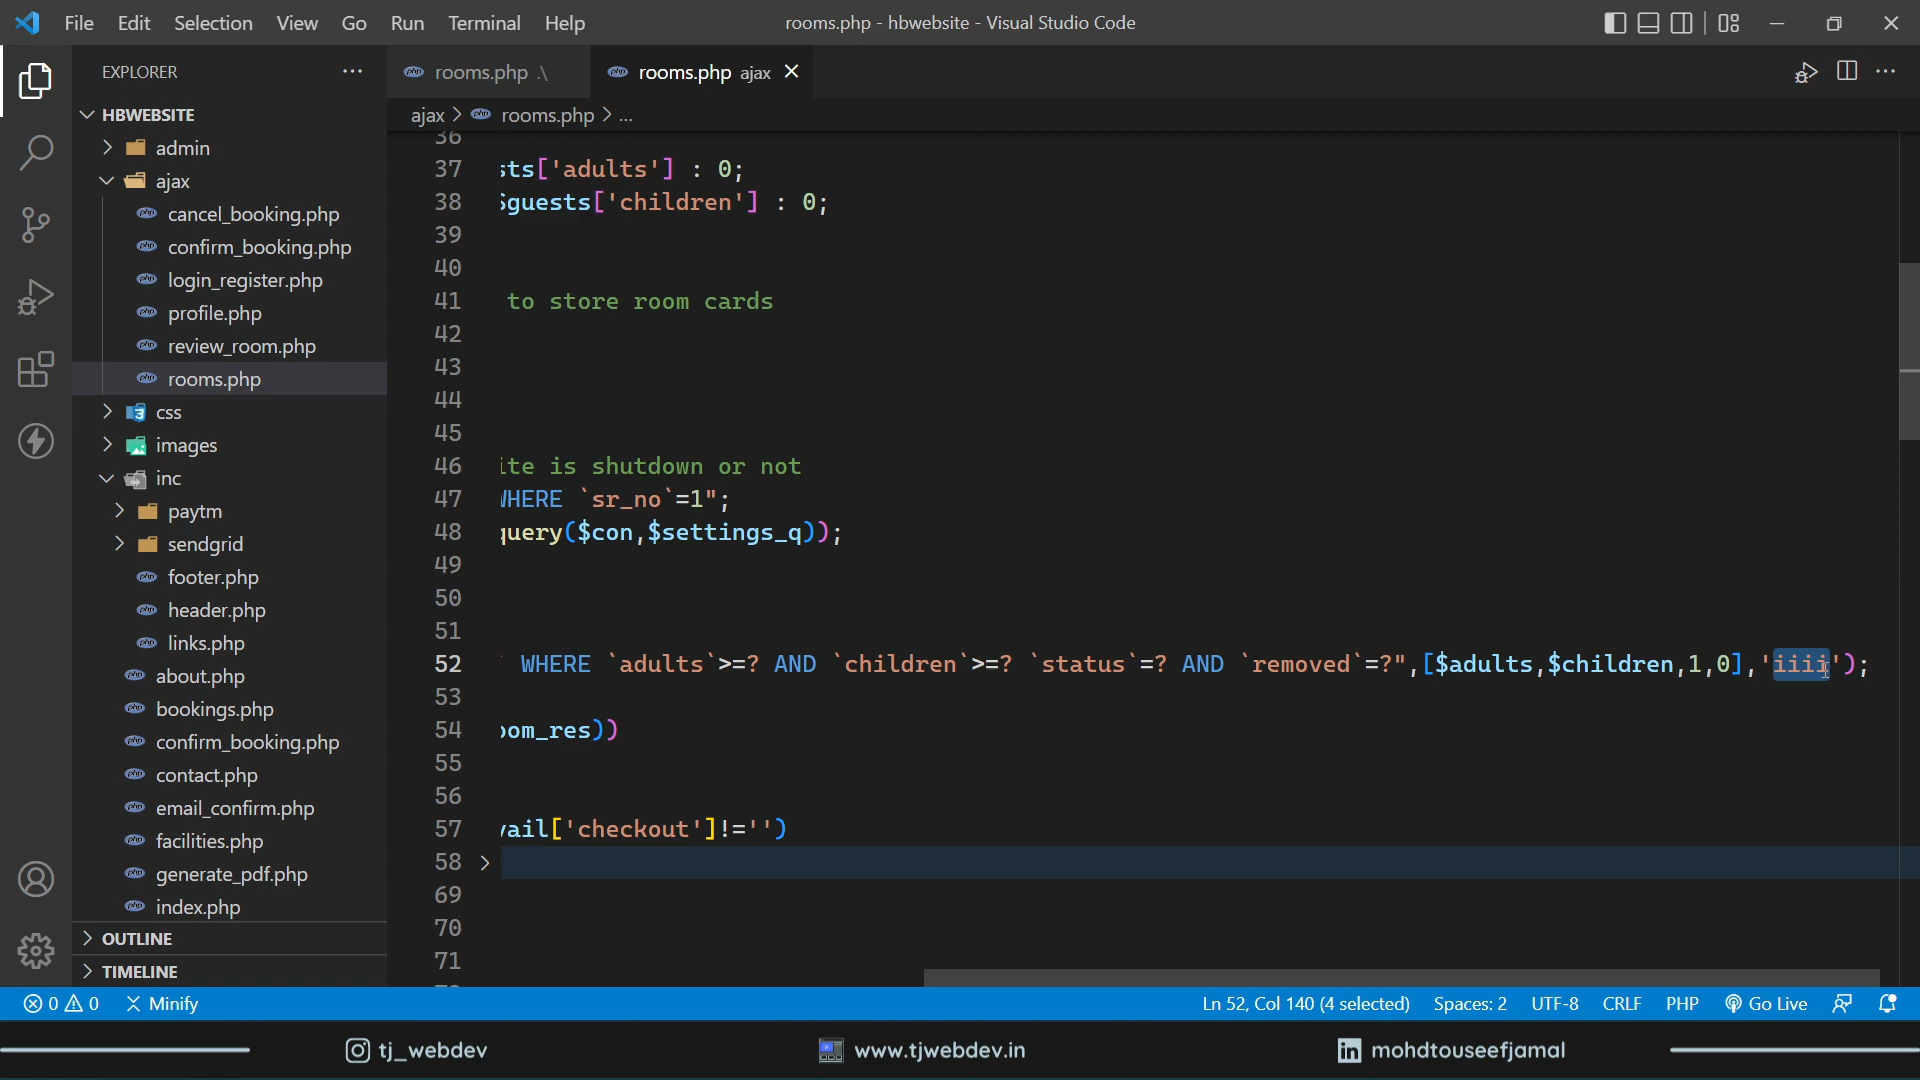 File Edit Selection View Go Run Terminal Help
rooms.php - hbwebsite - Visual Studio Code
EXPLORER
HBWEBSITE
admin
ajax
cancel_booking.php
confirm_booking.php
login_register.php
profile.php
review_room.php
rooms.php
css
images
inc
paytm
sendgrid
footer.php
header.php
links.php
about.php
bookings.php
confirm_booking.php
contact.php
email_confirm.php
facilities.php
generate_pdf.php
index.php
OUTLINE
TIMELINE
rooms.php .\
rooms.php ajax
ajax > rooms.php > ...
36
37 sts['adults'] : 0;
38 $guests['children'] : 0;
39
40
41 to store room cards
42
43
44
45
46 ite is shutdown or not
47 WHERE `sr_no`=1";
48 query($con,$settings_q));
49
50
51
52 ` WHERE `adults`>=? AND `children`>=? `status`=? AND `removed`=?",[$adults,$children,1,0],'iiii');
53
54 oom_res))
55
56
57 vail['checkout']!='')
58
69
70
71
0 0 Minify
Ln 52, Col 140 (4 selected) Spaces: 2 UTF-8 CRLF PHP Go Live
tj_webdev
www.tjwebdev.in
mohdtouseefjamal